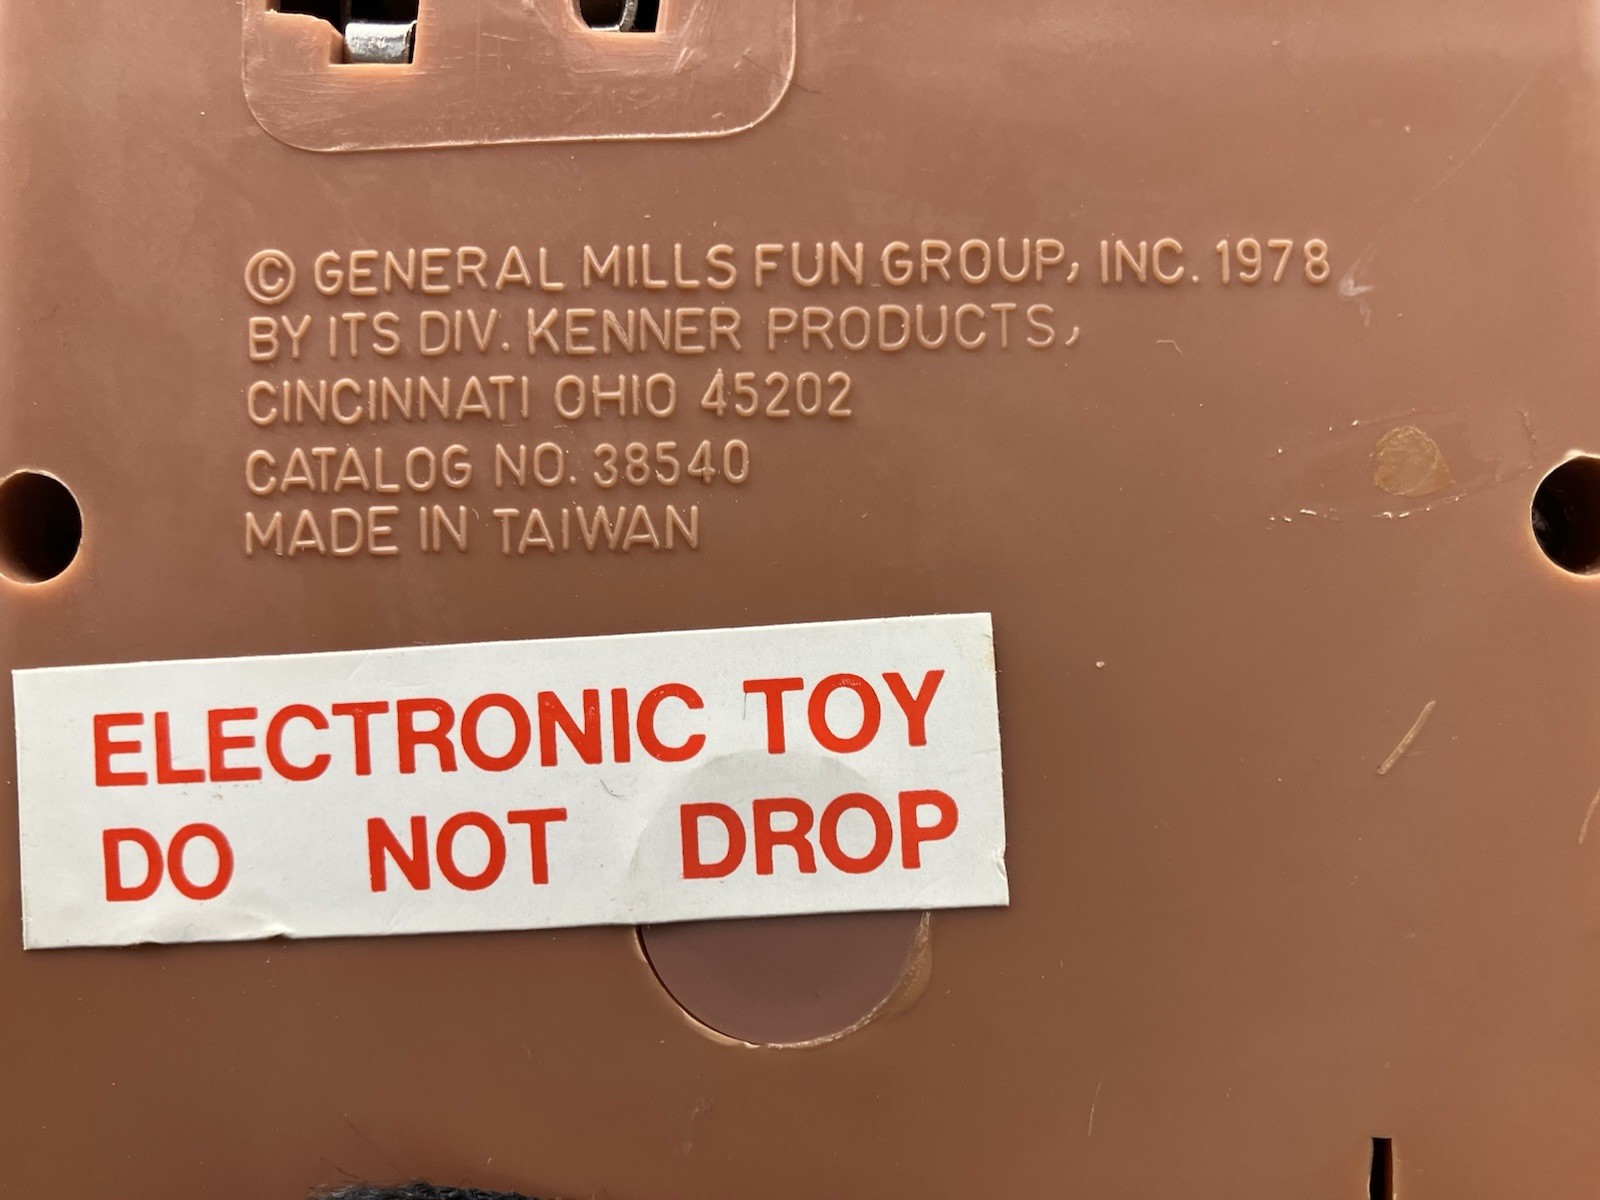 © GENERAL MILLS FUN GROUP, INC. 1978
BY ITS DIV. KENNER PRODUCTS,
CINCINNATI OHIO 45202
CATALOG NO. 38540
MADE IN TAIWAN
ELECTRONIC TOY
DO NOT DROP